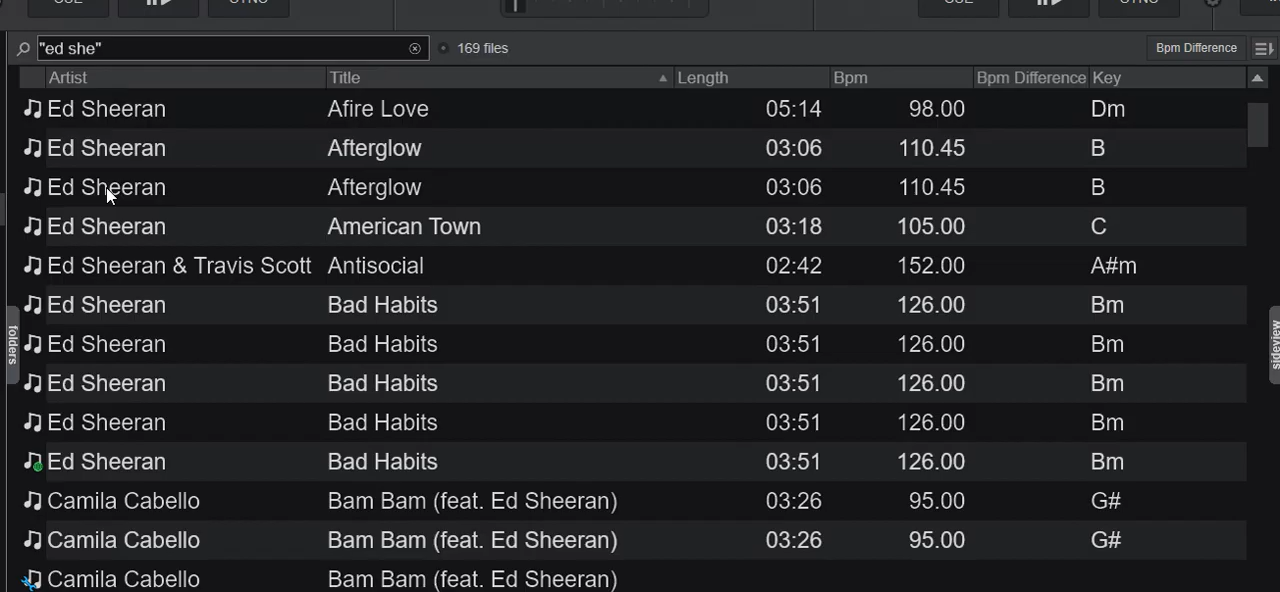 CUE SYNC CUE SYNC
"ed she" 169 files Bpm Difference
Artist Title Length Bpm Bpm Difference Key
Ed Sheeran Afire Love 05:14 98.00 Dm
Ed Sheeran Afterglow 03:06 110.45 B
Ed Sheeran Afterglow 03:06 110.45 B
Ed Sheeran American Town 03:18 105.00 C
Ed Sheeran & Travis Scott Antisocial 02:42 152.00 A#m
Ed Sheeran Bad Habits 03:51 126.00 Bm
folders
Ed Sheeran Bad Habits 03:51 126.00 Bm
sideview
Ed Sheeran Bad Habits 03:51 126.00 Bm
Ed Sheeran Bad Habits 03:51 126.00 Bm
Ed Sheeran Bad Habits 03:51 126.00 Bm
Camila Cabello Bam Bam (feat. Ed Sheeran) 03:26 95.00 G#
Camila Cabello Bam Bam (feat. Ed Sheeran) 03:26 95.00 G#
Camila Cabello Bam Bam (feat. Ed Sheeran)